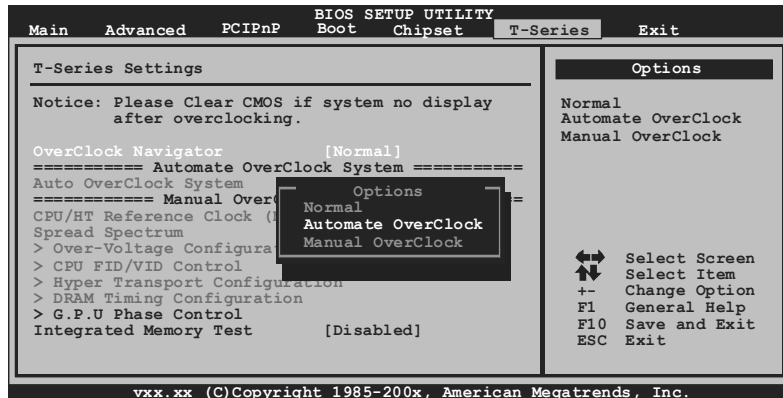 BIOS SETUP UTILITY
Main Advanced PCIPnP Boot Chipset T-Series Exit
T-Series Settings
Notice: Please Clear CMOS if system no display
after overclocking.
OverClock Navigator [Normal]
=========== Automate OverClock System ===========
Auto OverClock System
============ Manual Over =
CPU/HT Reference Clock (
Spread Spectrum
> Over-Voltage Configura
> CPU FID/VID Control
> Hyper Transport Configuration
> DRAM Timing Configuration
> G.P.U Phase Control
Integrated Memory Test [Disabled]
Options
Normal
Automate OverClock
Manual OverClock
Options
Normal
Automate OverClock
Manual OverClock
Select Screen
Select Item
+- Change Option
F1 General Help
F10 Save and Exit
ESC Exit
vxx.xx (C)Copyright 1985-200x, American Megatrends, Inc.